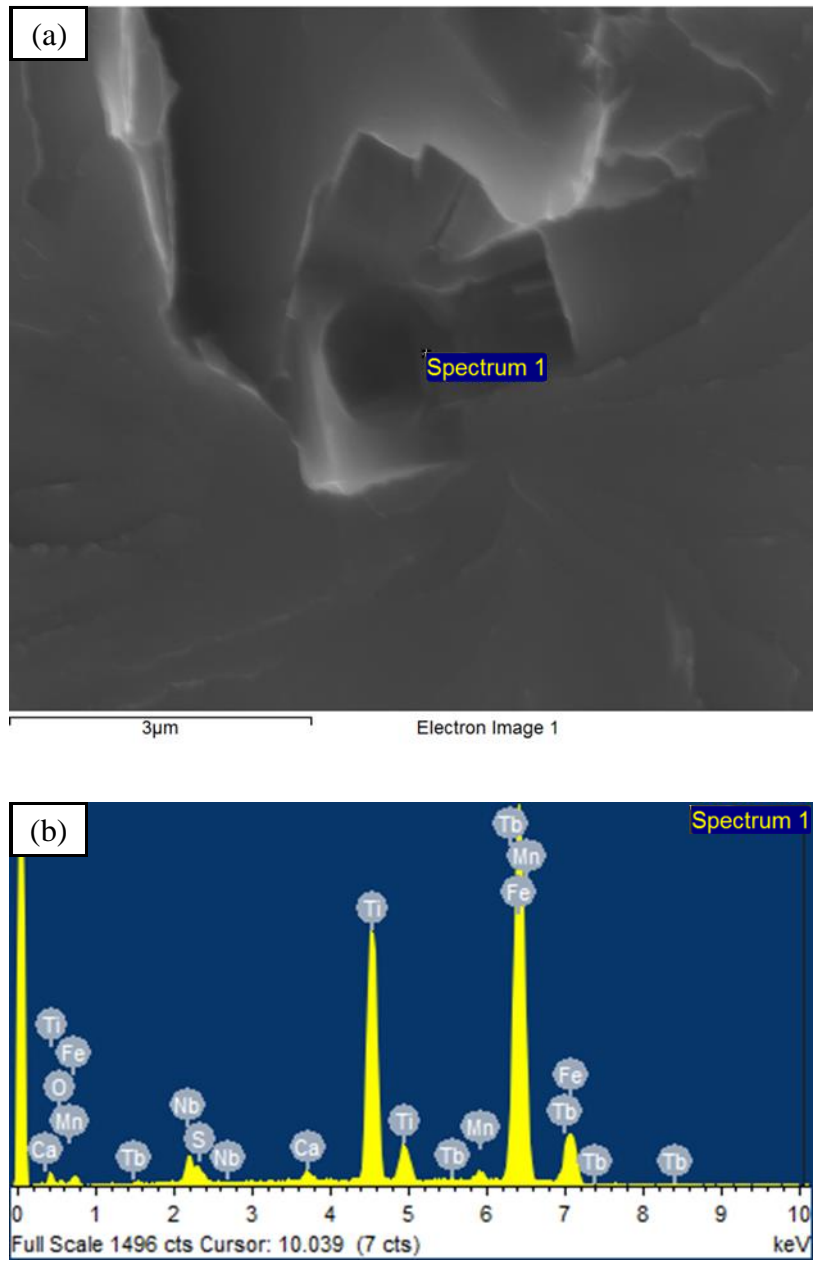 (a)
Spectrum 1
3µm
Electron Image 1
(b)
Spectrum 1
Tb
Mn
Fe
Ti
Ti
Fe
O
Mn
Ca
Tb
Nb
S
Nb
Ca
Ti
Tb
Mn
Fe
Tb
Tb
Tb
0 1 2 3 4 5 6 7 8 9 10
Full Scale 1496 cts Cursor: 10.039 (7 cts) keV